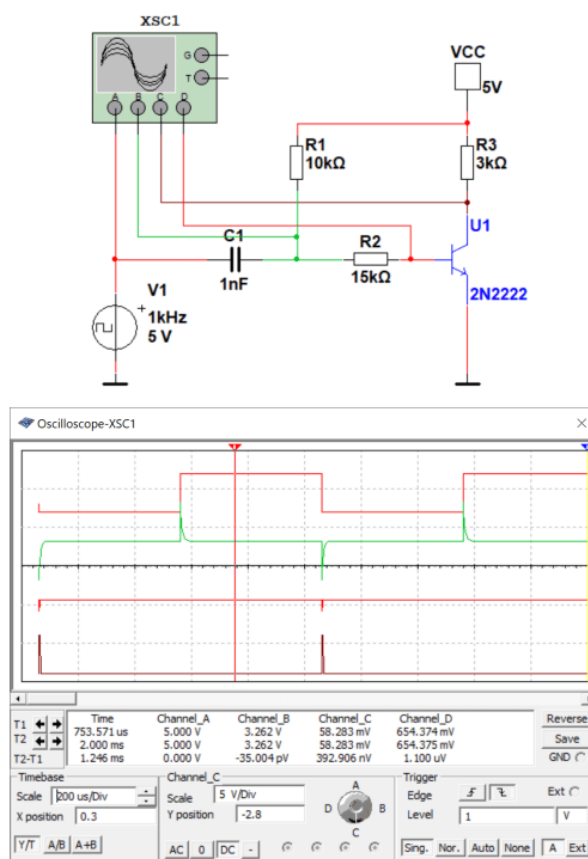 XSC1
G
T
A B C D
VCC
5V
R1
10kΩ
R3
3kΩ
U1
C1
1nF
R2
15kΩ
V1
1kHz
5 V
+
2N2222
Oscilloscope-XSC1
1
Time Channel_A Channel_B Channel_C Channel_D
T1 753.571 us 5.000 V 3.262 V 58.283 mV 654.374 mV
T2 2.000 ms 5.000 V 3.262 V 58.283 mV 654.375 mV
T2-T1 1.246 ms 0.000 V -35.004 pV 392.906 nV 1.100 uV
Reverse
Save
GND
Timebase
Scale 200 us/Div
X position 0.3
Y/T A/B A+B
Channel_C
Scale 5 V/Div
Y position -2.8
AC 0 DC -
A
D B
C
Trigger
Edge Ext
Level 1 V
Sing. Nor. Auto None A Ext